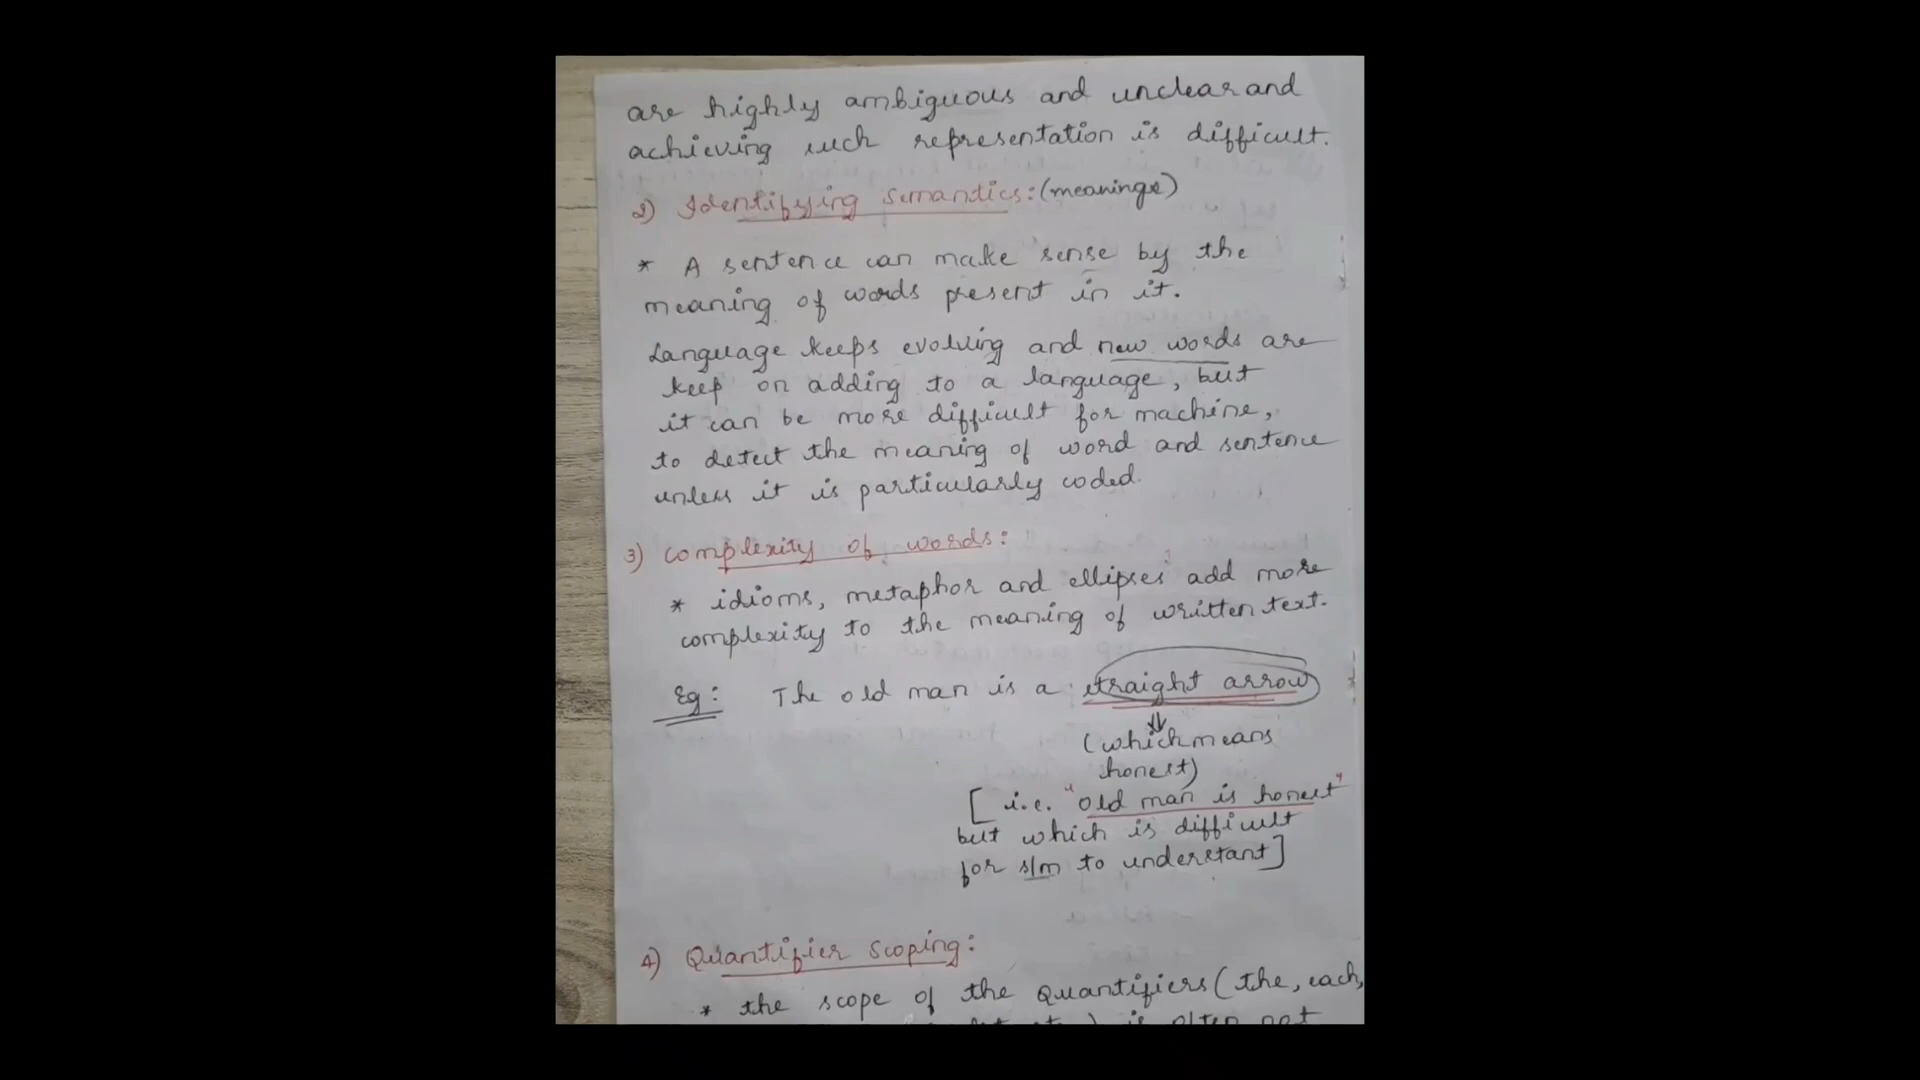 are highly ambiguous and unclear and
achieving such representation is difficult.
2) Identifying Semantics: (meanings)
* A sentence can make sense by the
meaning of words present in it.
Language keeps evolving and new words are
keep on adding to a language, but
it can be more difficult for machine,
to detect the meaning of word and sentence
unless it is particularly coded.
3) Complexity of words:
* idioms, metaphor and ellipses add more
complexity to the meaning of written text.
Eg: The old man is a straight arrow
(which means
honest)
[ i.e. "old man is honest"
but which is difficult
for s/m to understant]
4) Quantifier Scoping:
* the scope of the Quantifiers (the, each,
is often not